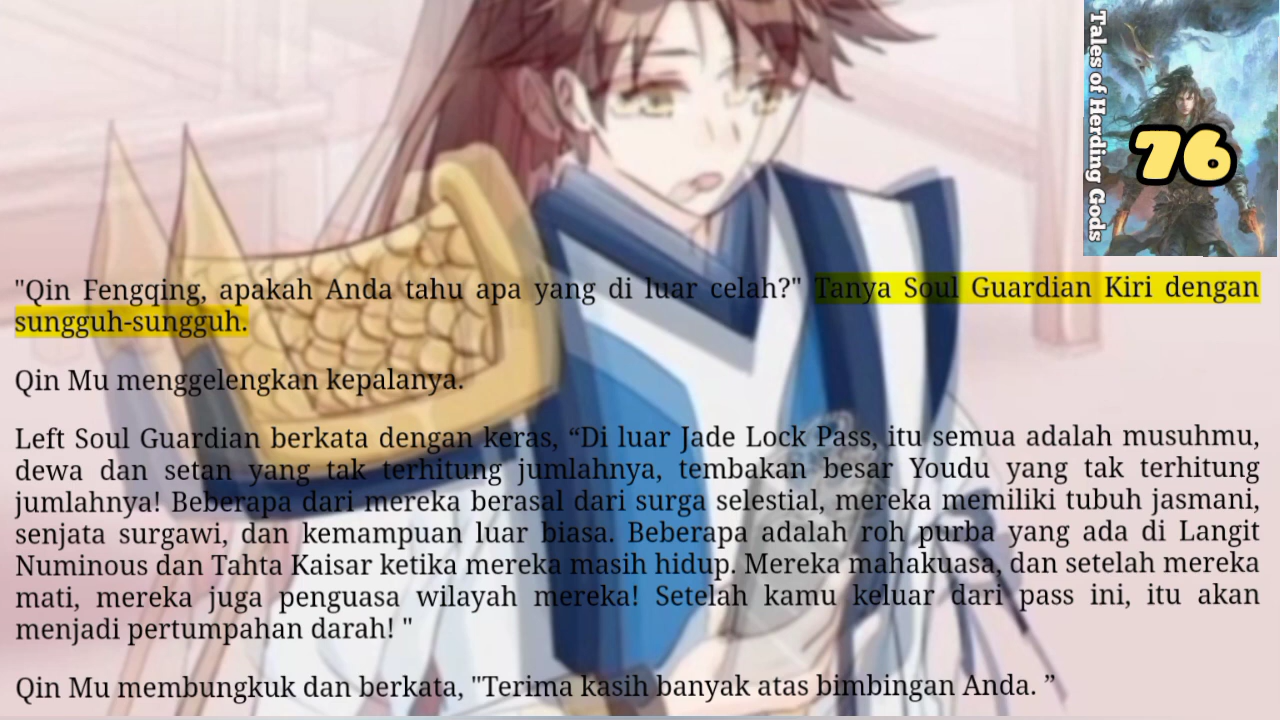 Tales of Herding Gods
76
"Qin Fengqing, apakah Anda tahu apa yang di luar celah?" Tanya Soul Guardian Kiri dengan
sungguh-sungguh.
Qin Mu menggelengkan kepalanya.
Left Soul Guardian berkata dengan keras, “Di luar Jade Lock Pass, itu semua adalah musuhmu,
dewa dan setan yang tak terhitung jumlahnya, tembakan besar Youdu yang tak terhitung
jumlahnya! Beberapa dari mereka berasal dari surga selestial, mereka memiliki tubuh jasmani,
senjata surgawi, dan kemampuan luar biasa. Beberapa adalah roh purba yang ada di Langit
Numinous dan Tahta Kaisar ketika mereka masih hidup. Mereka mahakuasa, dan setelah mereka
mati, mereka juga penguasa wilayah mereka! Setelah kamu keluar dari pass ini, itu akan
menjadi pertumpahan darah! "
Qin Mu membungkuk dan berkata, "Terima kasih banyak atas bimbingan Anda. ”